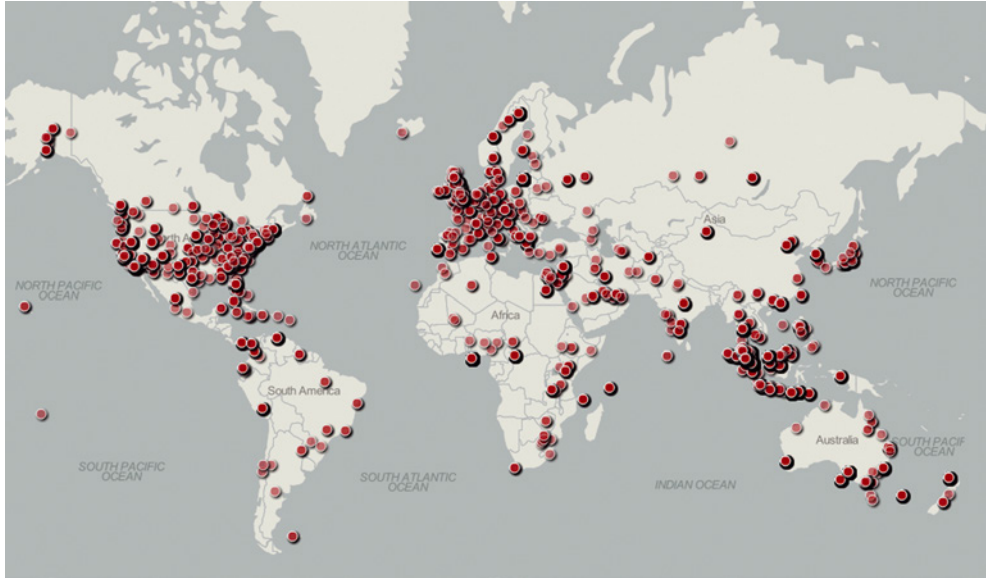 NORTH ATLANTIC
OCEAN
Asia
NORTH PACIFIC
OCEAN
NORTH PACIFIC
OCEAN
Africa
South America
Australia
SOUTH PACIF
OCEAN
SOUTH PACIFIC
OCEAN
SOUTH ATLANTIC
OCEAN
INDIAN OCEAN